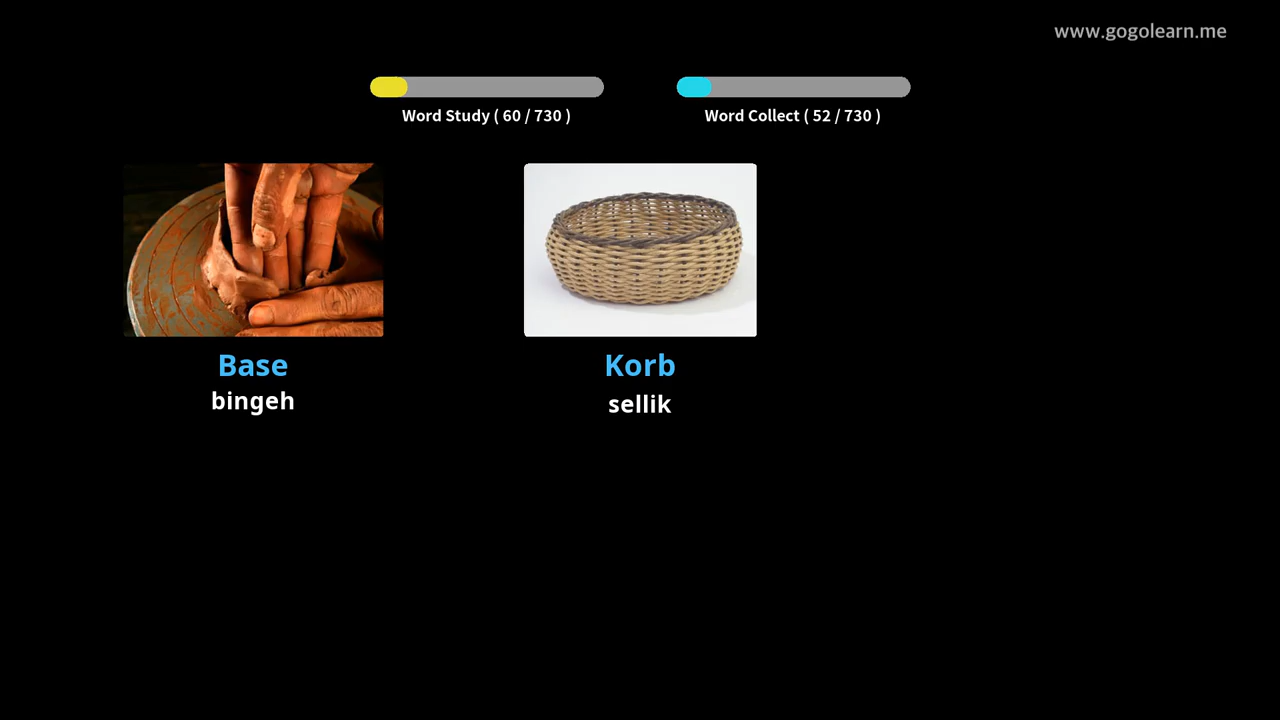 www.gogolearn.me
Word Study ( 60 / 730 )
Word Collect ( 52 / 730 )
Base
bingeh
Korb
sellik